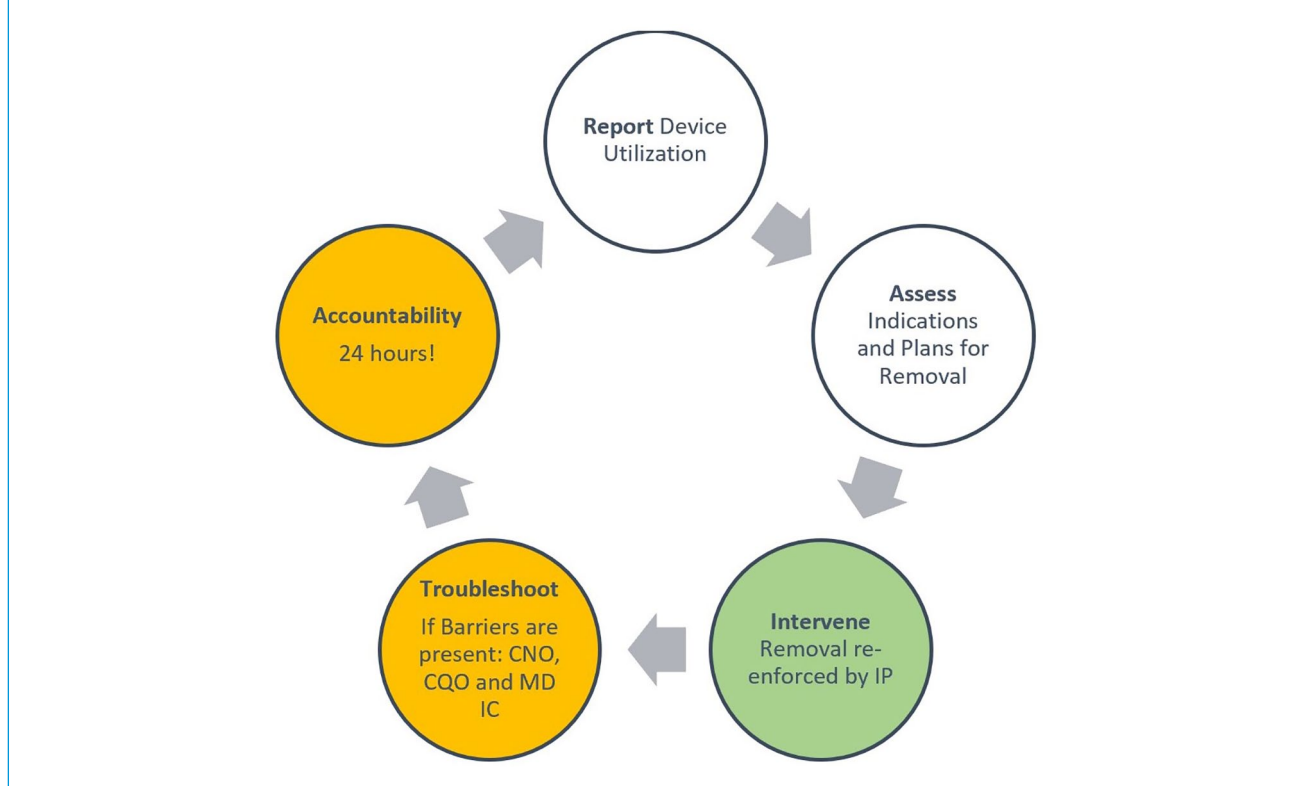 Report Device
Utilization
Assess
Indications
and Plans for
Removal
Intervene
Removal re-
enforced by IP
Troubleshoot
If Barriers are
present: CNO,
CQO and MD
IC
Accountability
24 hours!